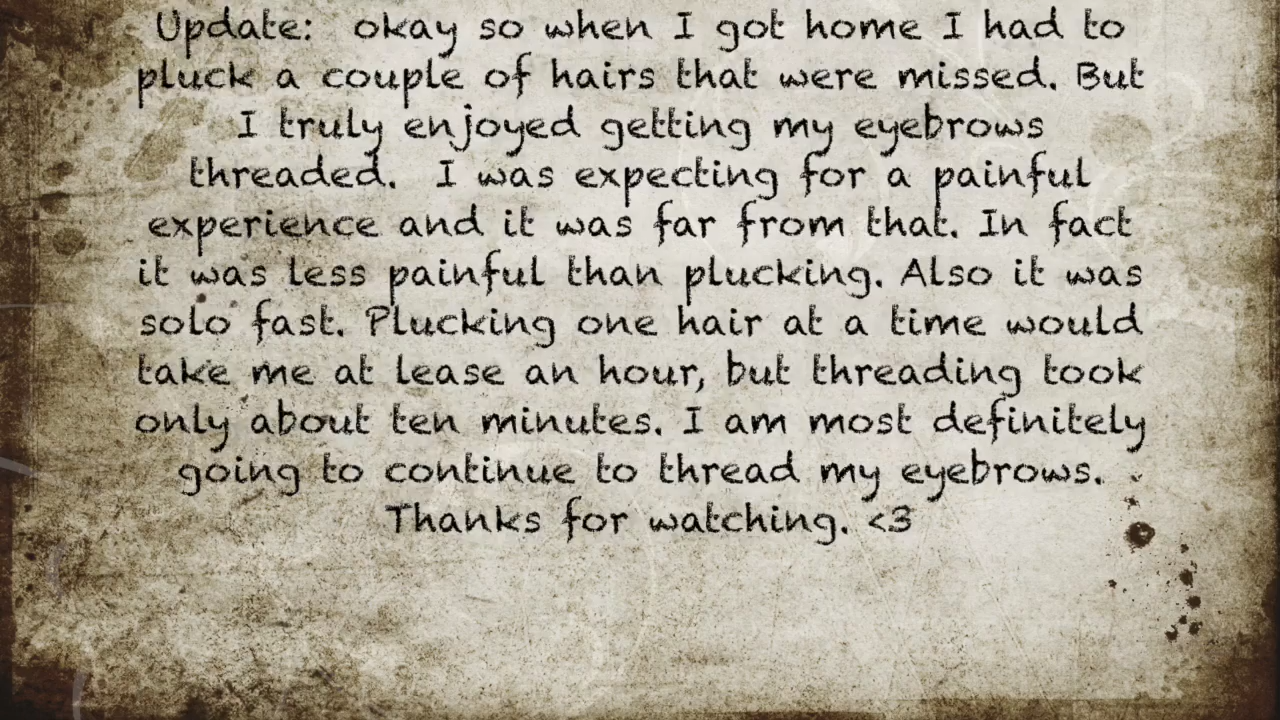 Update:  okay so when I got home I had to
pluck a couple of hairs that were missed. But
I truly enjoyed getting my eyebrows
threaded.  I was expecting for a painful
experience and it was far from that. In fact
it was less painful than plucking. Also it was
solo fast. Plucking one hair at a time would
take me at lease an hour, but threading took
only about ten minutes. I am most definitely
going to continue to thread my eyebrows.
Thanks for watching. <3